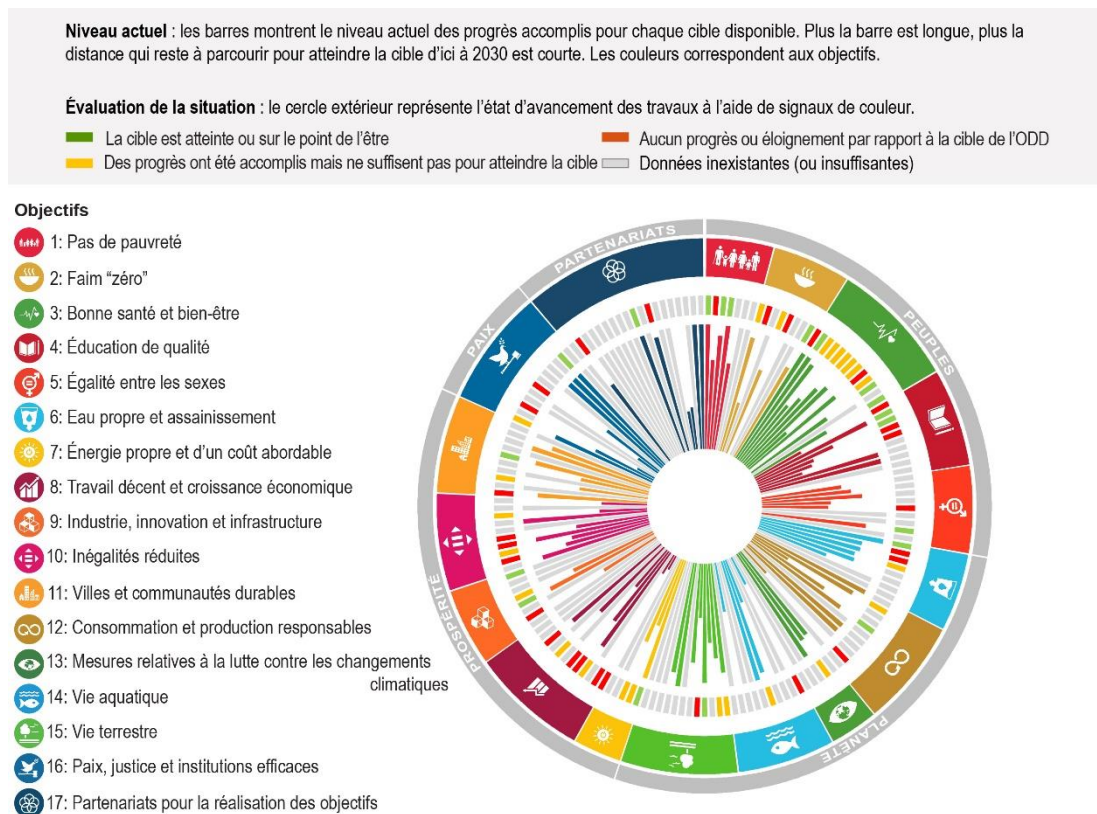 Niveau actuel : les barres montrent le niveau actuel des progrès accomplis pour chaque cible disponible. Plus la barre est longue, plus la
distance qui reste à parcourir pour atteindre la cible d’ici à 2030 est courte. Les couleurs correspondent aux objectifs.
Évaluation de la situation : le cercle extérieur représente l’état d’avancement des travaux à l’aide de signaux de couleur.
La cible est atteinte ou sur le point de l’être
Aucun progrès ou éloignement par rapport à la cible de l’ODD
Des progrès ont été accomplis mais ne suffisent pas pour atteindre la cible
Données inexistantes (ou insuffisantes)
Objectifs
1: Pas de pauvreté
2: Faim “zéro”
3: Bonne santé et bien-être
4: Éducation de qualité
5: Égalité entre les sexes
6: Eau propre et assainissement
7: Énergie propre et d’un coût abordable
8: Travail décent et croissance économique
9: Industrie, innovation et infrastructure
10: Inégalités réduites
11: Villes et communautés durables
12: Consommation et production responsables
13: Mesures relatives à la lutte contre les changements
climatiques
14: Vie aquatique
15: Vie terrestre
16: Paix, justice et institutions efficaces
17: Partenariats pour la réalisation des objectifs
PARTENARIATS
PEUPLES
PLANÈTE
PROSPÉRITÉ
PAIX